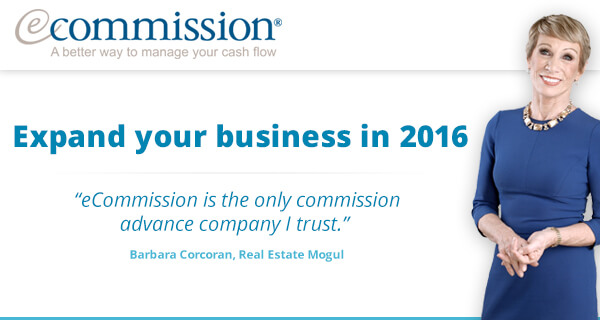 ecommission®
A better way to manage your cash flow
Expand your business in 2016
“eCommission is the only commission
advance company I trust.”
Barbara Corcoran, Real Estate Mogul